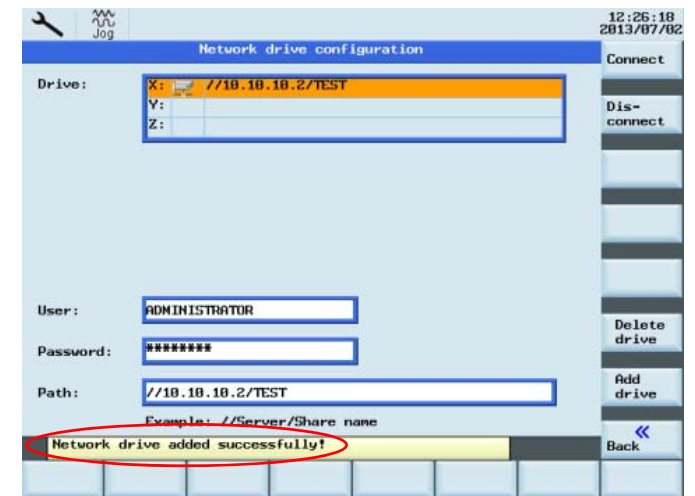 12:26:18
Jog
2013/07/02
Network drive configuration
Connect
Drive:
X: //10.10.10.2/TEST
Y:
Z:
Dis-
connect
User:
ADMINISTRATOR
Delete
drive
Password:
********
Path:
//10.10.10.2/TEST
Add
drive
Example: //Server/Share name
Network drive added successfully!
«
Back